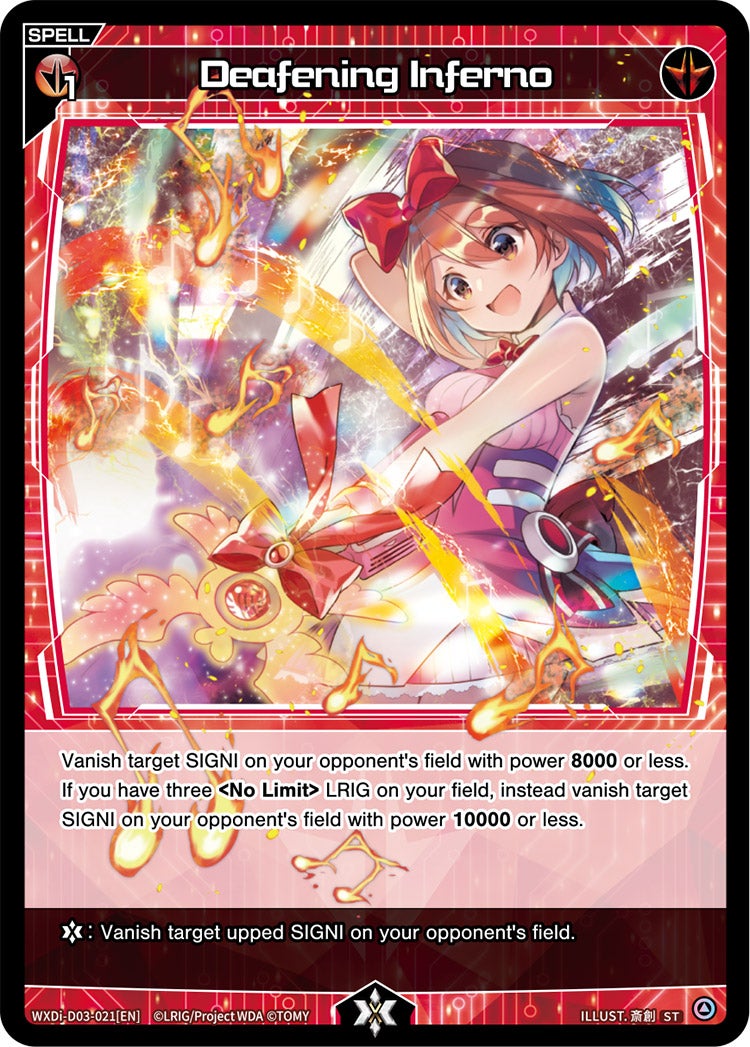 SPELL
Deafening Inferno
1
Vanish target SIGNI on your opponent's field with power 8000 or less.
If you have three <No Limit> LRIG on your field, instead vanish target
SIGNI on your opponent's field with power 10000 or less.
: Vanish target upped SIGNI on your opponent's field.
WXDi-D03-021[EN] ©LRIG/Project WDA ©TOMY
ILLUST. 斎創 ST